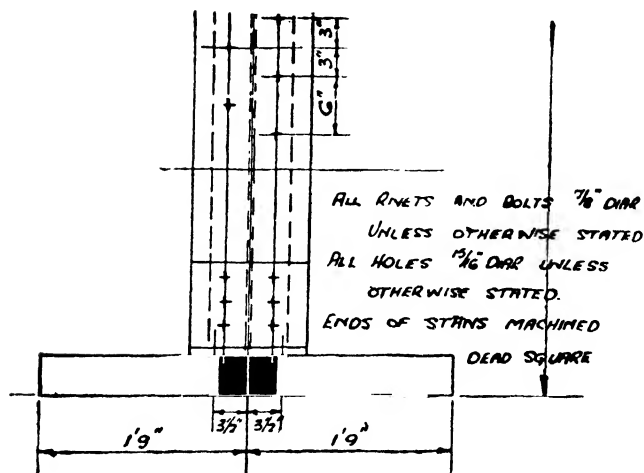 3"
3"
6"
ALL RIVETS AND BOLTS 7/8" DIAR
UNLESS OTHERWISE STATED
ALL HOLES 15/16" DIAR UNLESS
OTHERWISE STATED.
ENDS OF STANS MACHINED
DEAD SQUARE
3½" 3½"
1'9" 1'9"